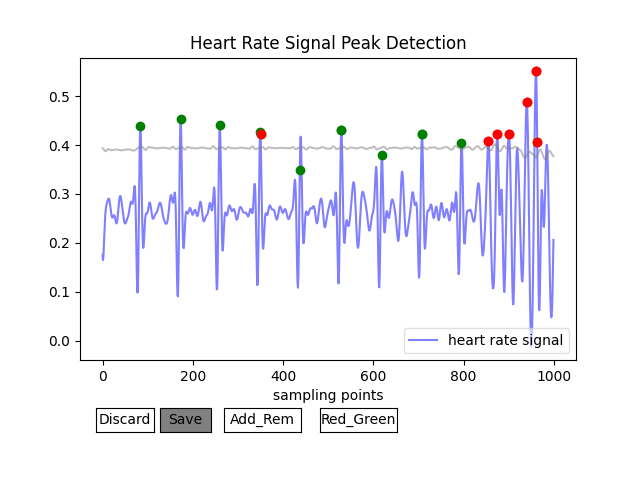 Heart Rate Signal Peak Detection
0.5
0.4
0.3
0.2
0.1
0.0
heart rate signal
0 200 400 600 800 1000
sampling points
Discard Save Add_Rem Red_Green